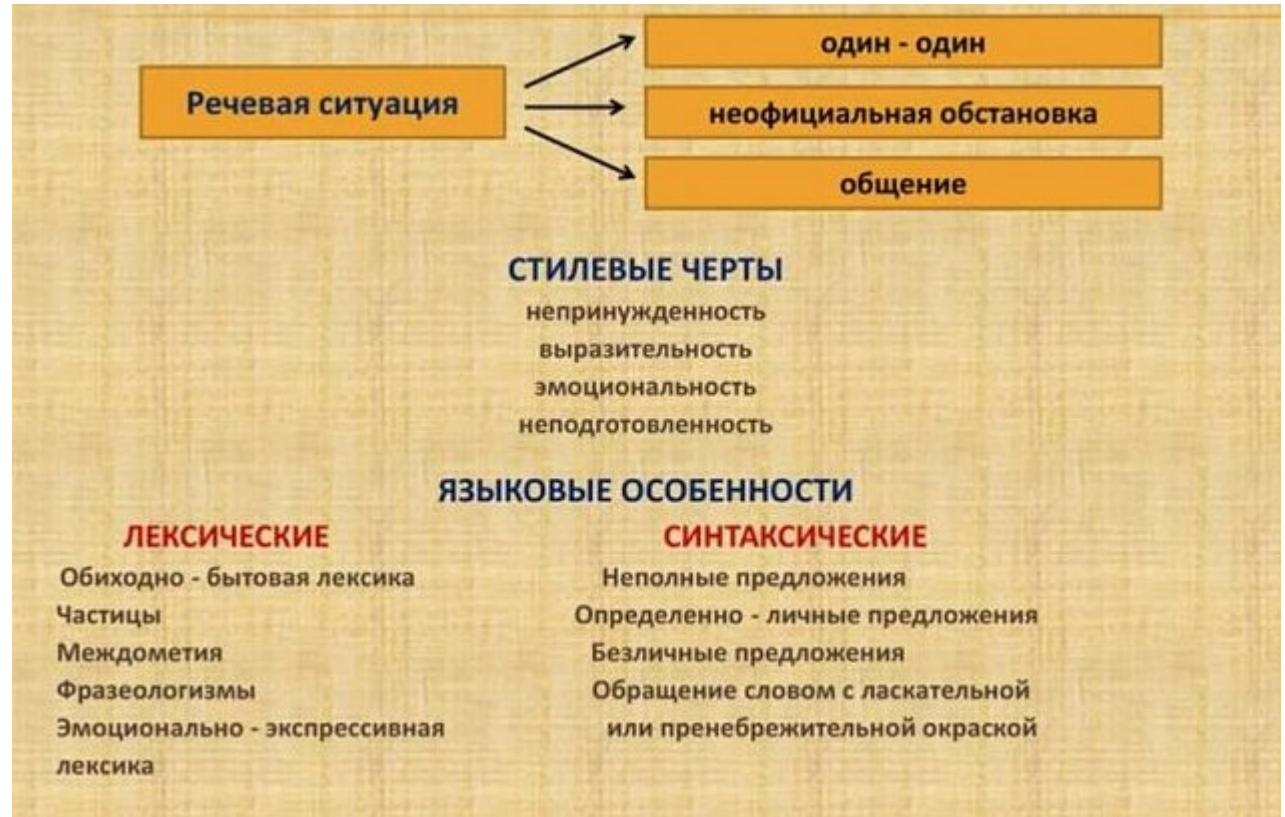 Речевая ситуация
один - один
неофициальная обстановка
общение
СТИЛЕВЫЕ ЧЕРТЫ
непринужденность
выразительность
эмоциональность
неподготовленность
ЯЗЫКОВЫЕ ОСОБЕННОСТИ
ЛЕКСИЧЕСКИЕ
Обиходно - бытовая лексика
Частицы
Междометия
Фразеологизмы
Эмоционально - экспрессивная
лексика
СИНТАКСИЧЕСКИЕ
Неполные предложения
Определенно - личные предложения
Безличные предложения
Обращение словом с ласкательной
или пренебрежительной окраской